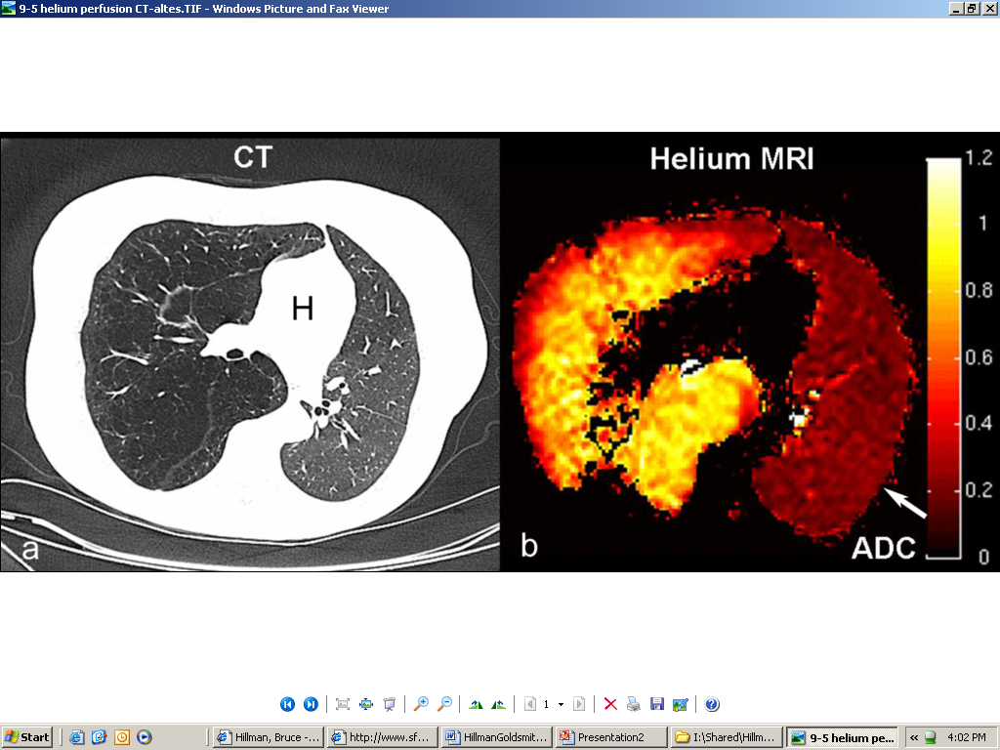 9-5 helium perfusion CT-altes.TIF - Windows Picture and Fax Viewer
CT
Helium MRI
1.2
1
0.8
H
0.6
0.4
0.2
a
b
ADC
0
1
Start
Hillman, Bruce -...
http://www.sf...
HillmanGoldsmit...
Presentation2
I:\Shared\Hillm...
9-5 helium pe...
4:02 PM